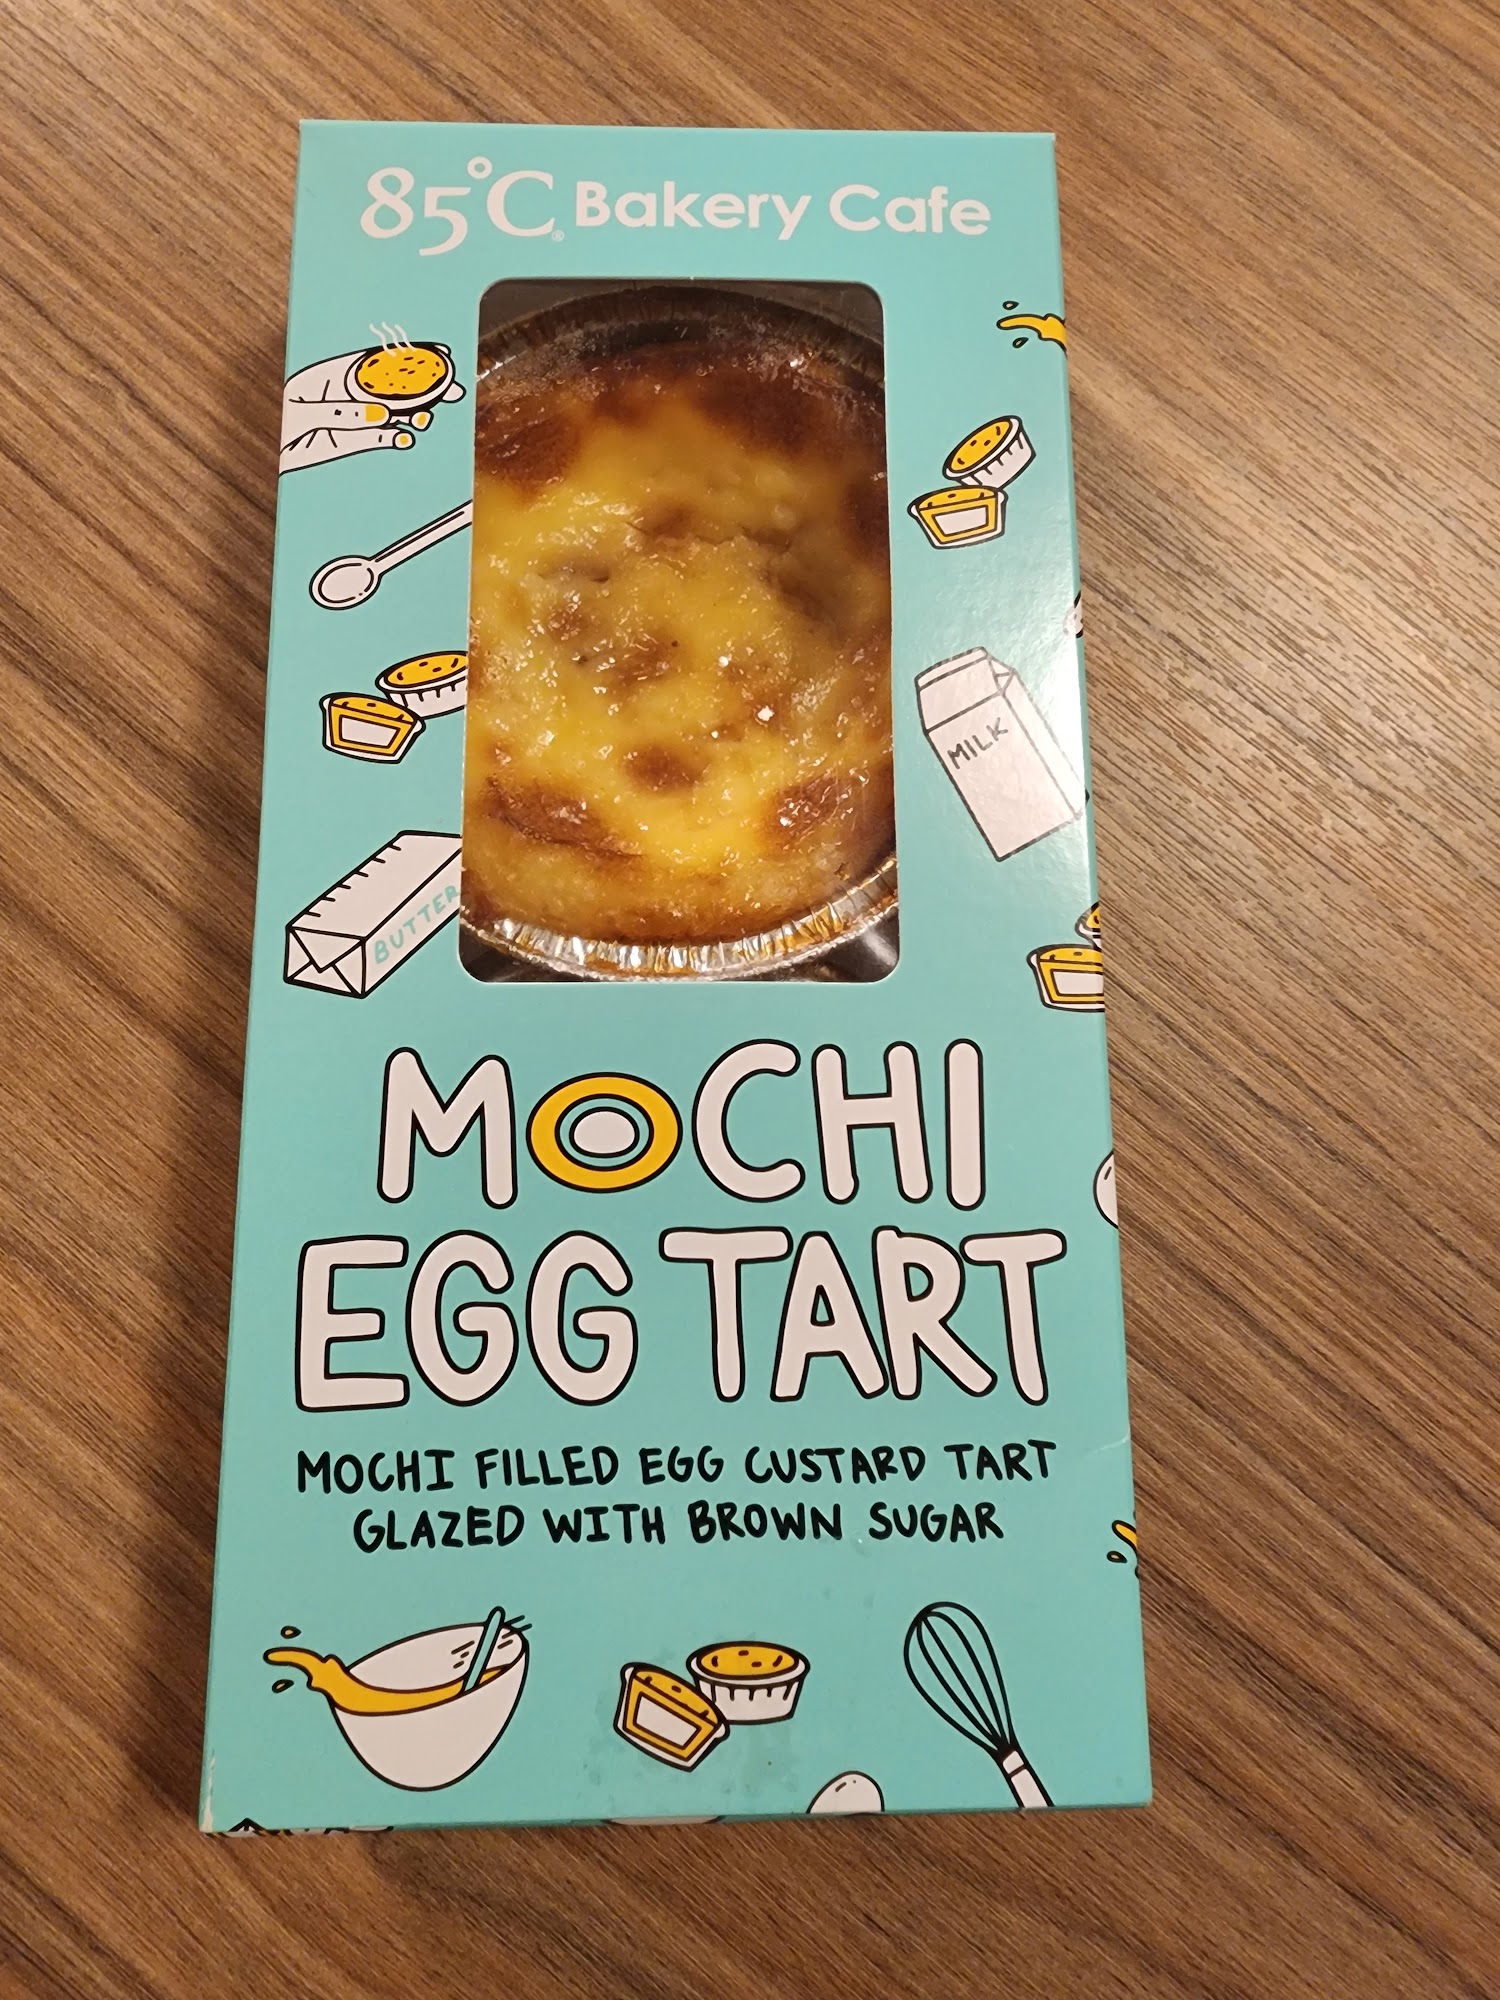 85°C® Bakery Cafe
MILK
BUTTER
MOCHI
EGG TART
MOCHI FILLED EGG CUSTARD TART
GLAZED WITH BROWN SUGAR